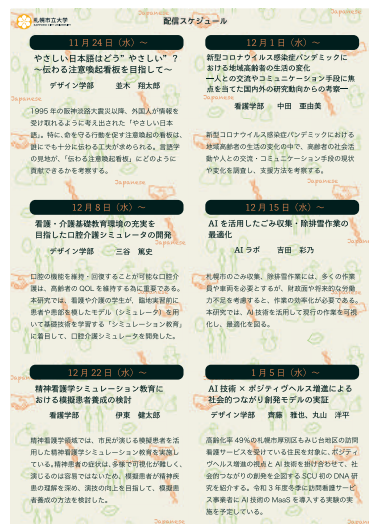 札幌市立大学
配信スケジュール
11月24日（水）～
やさしい日本語はどう”やさしい”？
～伝わる注意喚起看板を目指して～
デザイン学部　並木　翔太郎
1995年の阪神淡路大震災以降、外国人が情報を
受け取れるように考え出された“やさしい日本
語„。特に、命を守る行動を促す注意喚起の看板は、
誰にでも十分に伝わる工夫が求められる。言語学
の見地が、「伝わる注意喚起看板」にどのように
貢献できるかを考察する。
12月1日（水）～
新型コロナウイルス感染症パンデミックに
おける地域高齢者の生活の変化
―人との交流やコミュニケーション手段に焦
点を当てた国内外の研究動向からの考察―
看護学部　中田　亜由美
新型コロナウイルス感染症パンデミックにおける
地域高齢者の生活の変化の中で、高齢者の社会活
動や人との交流・コミュニケーション手段の現状
や変化を調査し、支援方法を考察する。
12月8日（水）～
看護・介護基礎教育環境の充実を
目指した口腔介護シミュレータの開発
デザイン学部　三谷　篤史
口腔の機能を維持・回復することが可能な口腔介
護は、高齢者のQOLを維持する為に重要である。
本研究では、看護や介護の学生が、臨地実習前に
患者や患部を模したモデル（シミュレータ）を用
いて基礎技術を学習する「シミュレーション教育」
に着目して、口腔介護シミュレータを開発した。
12月15日（水）～
AIを活用したごみ収集・除排雪作業の
最適化
AIラボ　吉田　彩乃
札幌市のごみ収集、除排雪作業には、多くの作業
員や車両を必要とするが、財政面や将来的な労働
力不足を考慮すると、作業の効率化が必要である。
本研究では、AI技術を活用して現行の作業を可視
化し、最適化を図る。
12月22日（水）～
精神看護学シミュレーション教育に
おける模擬患者養成の検討
看護学部　伊東　健太郎
精神看護学領域では、市民が演じる模擬患者を活
用した精神看護学シミュレーション教育を実施し
ている。精神患者の症状は、多様で可視化が難しく、
演じるのは容易ではないため、模擬患者が精神疾
患の理解を深め、演技の向上を目指して、模擬患
者養成の方法を検討した。
1月5日（水）～
AI技術 × ポジティヴヘルス増進による
社会的つながり創発モデルの実証
デザイン学部　齊藤　雅也、丸山　洋平
高齢化率49%の札幌市厚別区もみじ台地区の訪問
看護サービスを受けている住民を対象に、ポジティ
ヴヘルス増進の視点とAI技術を掛け合わせて、社
会的つながりの創発を企図するSCU初のDNA研
究を紹介する。令和3年度冬季に訪問看護サービ
ス事業者にAI技術のMaaSを導入する実験の実
施を予定している。